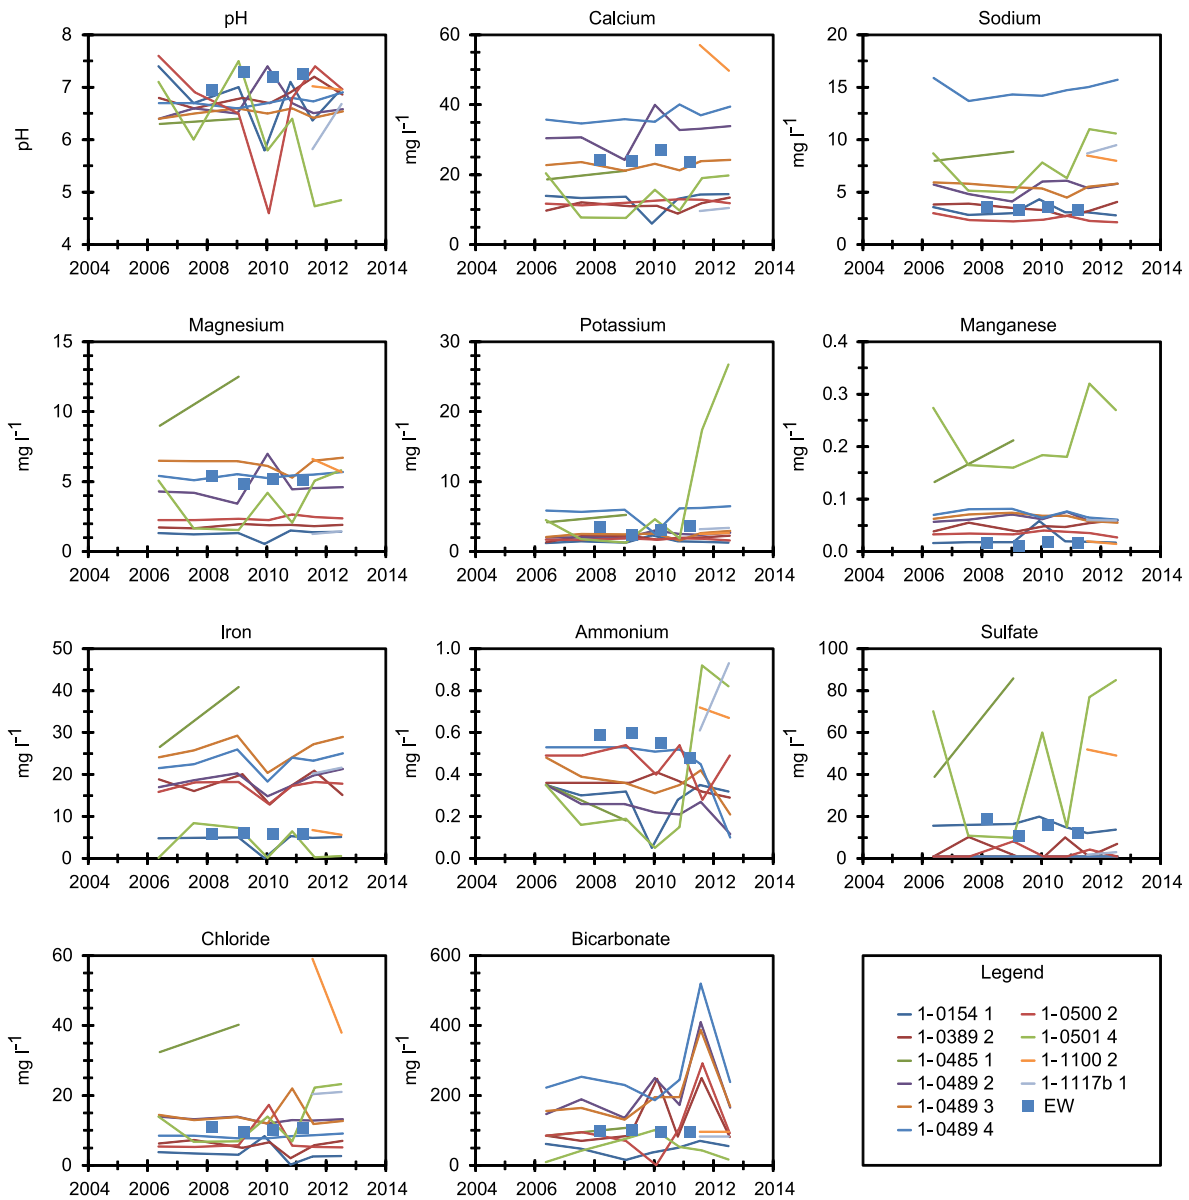 pH Calcium Sodium
8 7 6 5 4
pH
2004 2006 2008 2010 2012 2014
60 40 20 0
mg l-1
2004 2006 2008 2010 2012 2014
20 15 10 5 0
mg l-1
2004 2006 2008 2010 2012 2014
Magnesium Potassium Manganese
15 10 5 0
mg l-1
2004 2006 2008 2010 2012 2014
30 20 10 0
mg l-1
2004 2006 2008 2010 2012 2014
0.4 0.3 0.2 0.1 0.0
mg l-1
2004 2006 2008 2010 2012 2014
Iron Ammonium Sulfate
50 40 30 20 10 0
mg l-1
2004 2006 2008 2010 2012 2014
1.0 0.8 0.6 0.4 0.2 0.0
mg l-1
2004 2006 2008 2010 2012 2014
100 80 60 40 20 0
mg l-1
2004 2006 2008 2010 2012 2014
Chloride Bicarbonate
60 40 20 0
mg l-1
2004 2006 2008 2010 2012 2014
600 400 200 0
mg l-1
2004 2006 2008 2010 2012 2014
Legend
1-0154 1
1-0389 2
1-0485 1
1-0489 2
1-0489 3
1-0489 4
1-0500 2
1-0501 4
1-1100 2
1-1117b 1
EW